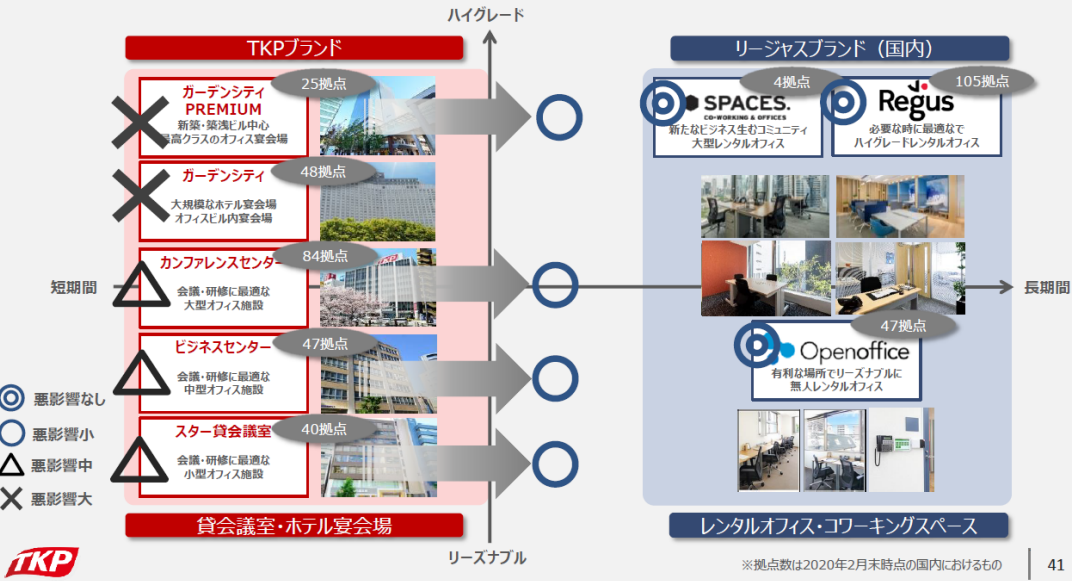 ハイグレード
TKPブランド
リージャスブランド（国内）
25拠点
ガーデンシティ
PREMIUM
新築・築浅ビル中心
最高クラスのオフィス宴会場
48拠点
ガーデンシティ
大規模なホテル宴会場
オフィスビル内宴会場
84拠点
カンファレンスセンター
会議・研修に最適な
大型オフィス施設
47拠点
ビジネスセンター
会議・研修に最適な
中型オフィス施設
40拠点
スター貸会議室
会議・研修に最適な
小型オフィス施設
貸会議室・ホテル宴会場
4拠点
SPACES.
CO-WORKING & OFFICES
新たなビジネス生むコミュニティ
大型レンタルオフィス
105拠点
Regus
必要な時に最適なで
ハイグレードレンタルオフィス
47拠点
Openoffice
有利な場所でリーズナブルに
無人レンタルオフィス
レンタルオフィス・コワーキングスペース
短期間
長期間
リーズナブル
悪影響なし
悪影響小
悪影響中
悪影響大
TKP
TKP
※拠点数は2020年2月末時点の国内におけるもの
41